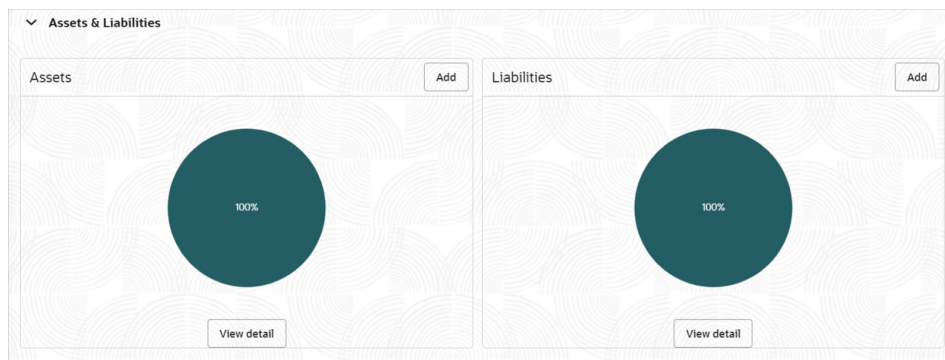 Assets & Liabilities
Assets
Add
100%
View detail
Liabilities
Add
100%
View detail